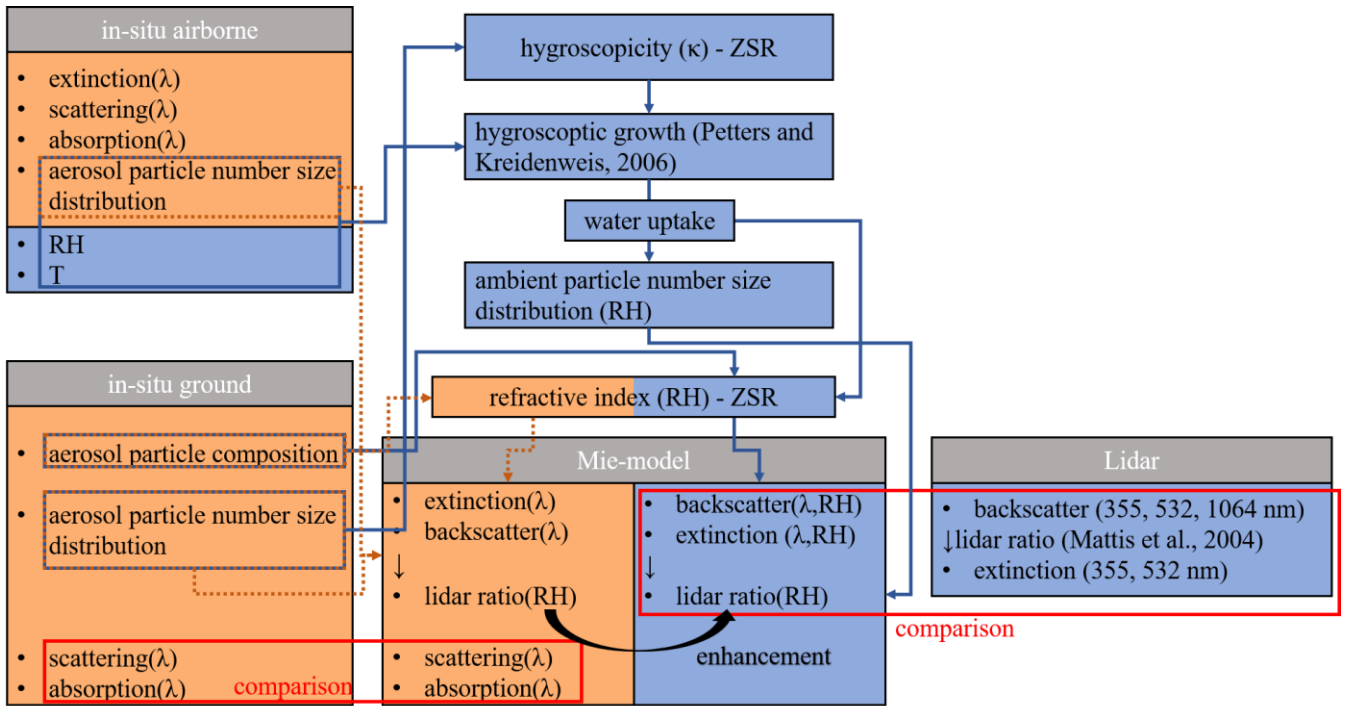 in-situ airborne
• extinction(λ)
• scattering(λ)
• absorption(λ)
• aerosol particle number size
distribution
• RH
• T
hygroscopicity (κ) - ZSR
hygroscoptic growth (Petters and
Kreidenweis, 2006)
water uptake
ambient particle number size
distribution (RH)
refractive index (RH) - ZSR
in-situ ground
• aerosol particle composition
• aerosol particle number size
distribution
• scattering(λ)
• absorption(λ)
comparison
Mie-model
• extinction(λ)
• backscatter(λ)
↓
• lidar ratio(RH)
• scattering(λ)
• absorption(λ)
• backscatter(λ,RH)
• extinction (λ,RH)
↓
• lidar ratio(RH)
enhancement
Lidar
• backscatter (355, 532, 1064 nm)
↓lidar ratio (Mattis et al., 2004)
• extinction (355, 532 nm)
comparison